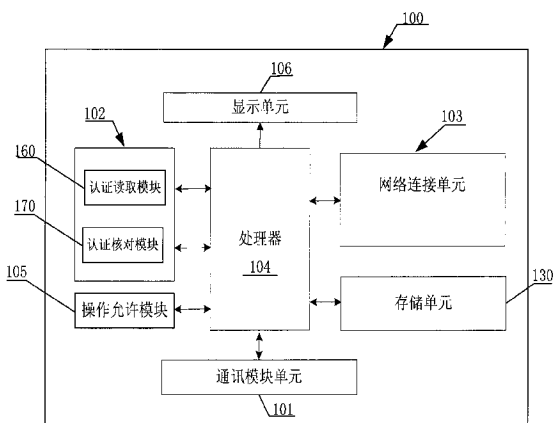 100
106
显示单元
102
103
160
认证读取模块
网络连接单元
170
认证核对模块
处理器
104
105
操作允许模块
130
存储单元
通讯模块单元
101